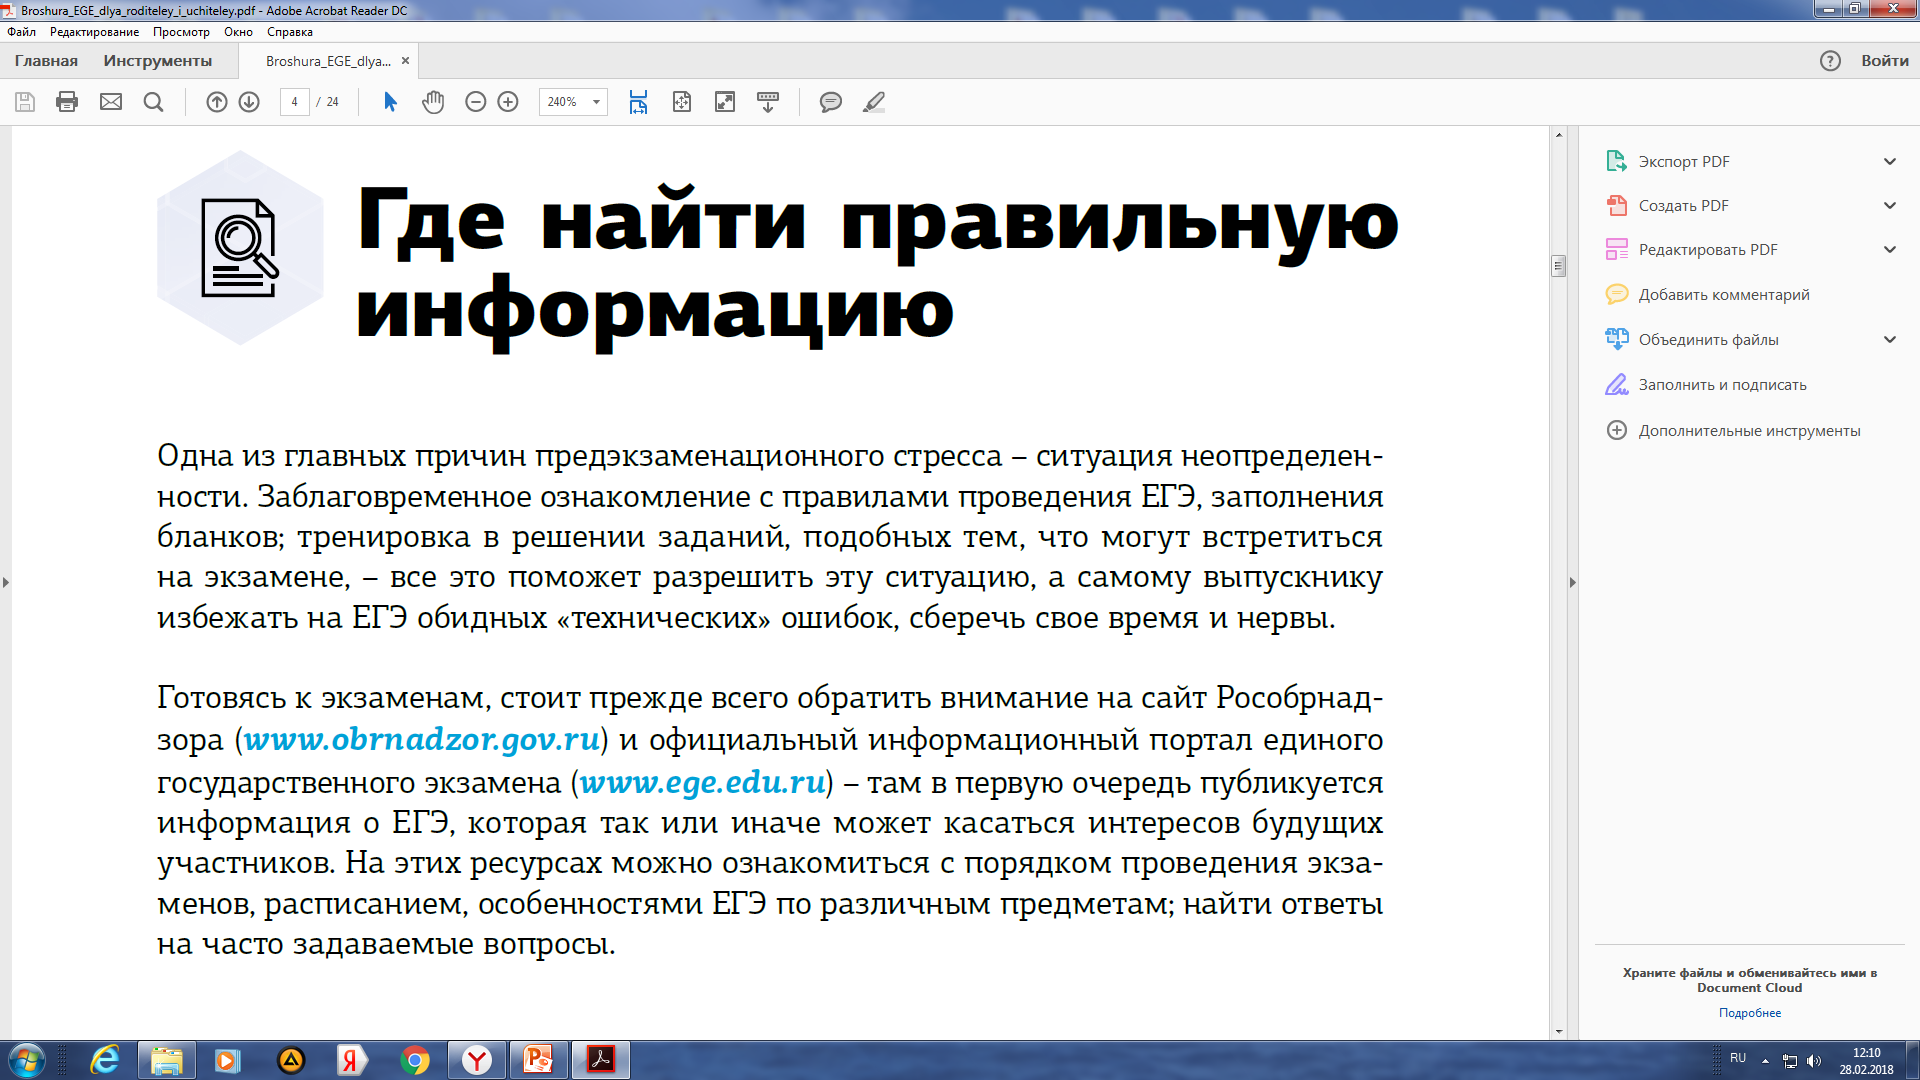 Broshura_EGE_dlya_roditeley_i_uchiteley.pdf - Adobe Acrobat Reader DC
Файл Редактирование Просмотр Окно Справка
Главная Инструменты Broshura_EGE_dlya... × ? Войти
4 / 24 240%
Где найти правильную
информацию
Одна из главных причин предэкзаменационного стресса – ситуация неопределен-
ности. Заблаговременное ознакомление с правилами проведения ЕГЭ, заполнения
бланков; тренировка в решении заданий, подобных тем, что могут встретиться
на экзамене, – все это поможет разрешить эту ситуацию, а самому выпускнику
избежать на ЕГЭ обидных «технических» ошибок, сберечь свое время и нервы.
Готовясь к экзаменам, стоит прежде всего обратить внимание на сайт Рособрнад-
зора (www.obrnadzor.gov.ru) и официальный информационный портал единого
государственного экзамена (www.ege.edu.ru) – там в первую очередь публикуется
информация о ЕГЭ, которая так или иначе может касаться интересов будущих
участников. На этих ресурсах можно ознакомиться с порядком проведения экза-
менов, расписанием, особенностями ЕГЭ по различным предметам; найти ответы
на часто задаваемые вопросы.
Экспорт PDF
Создать PDF
Редактировать PDF
Добавить комментарий
Объединить файлы
Заполнить и подписать
Дополнительные инструменты
Храните файлы и обменивайтесь ими в
Document Cloud
Подробнее
RU
12:10
28.02.2018